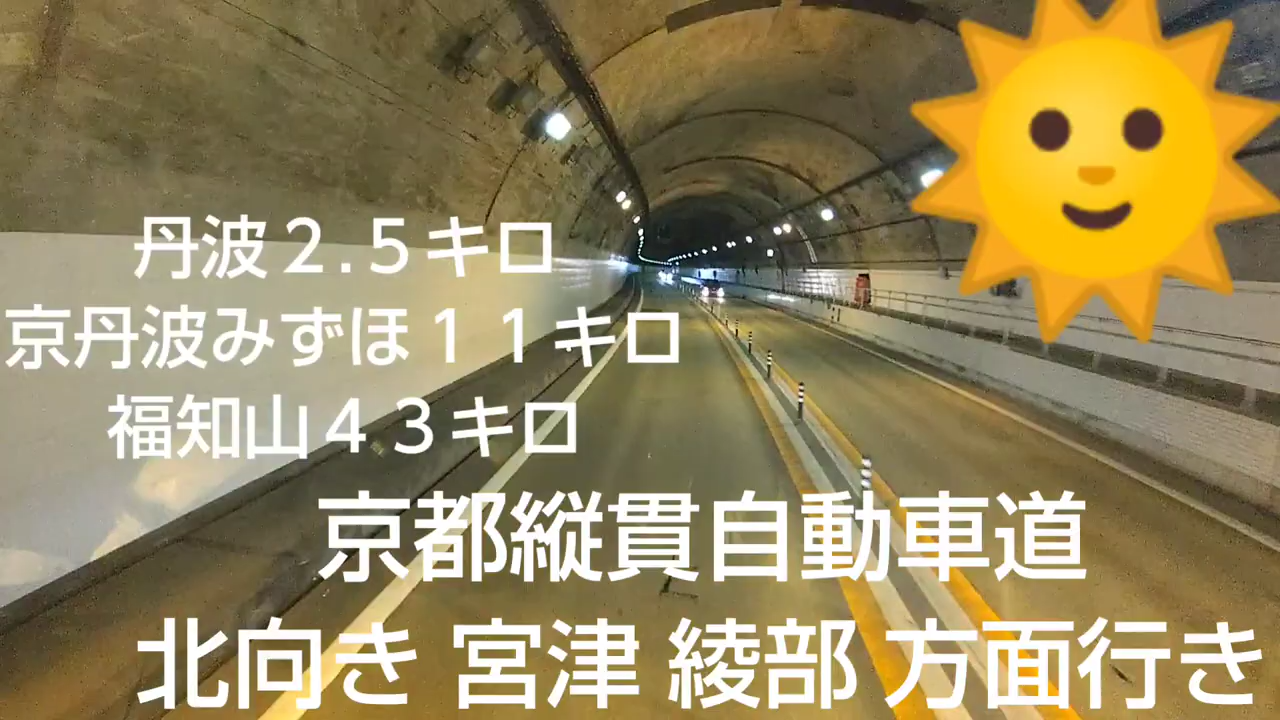 丹波２.５キロ
京丹波みずほ１１キロ
福知山４３キロ
京都縦貫自動車道
北向き 宮津 綾部 方面行き